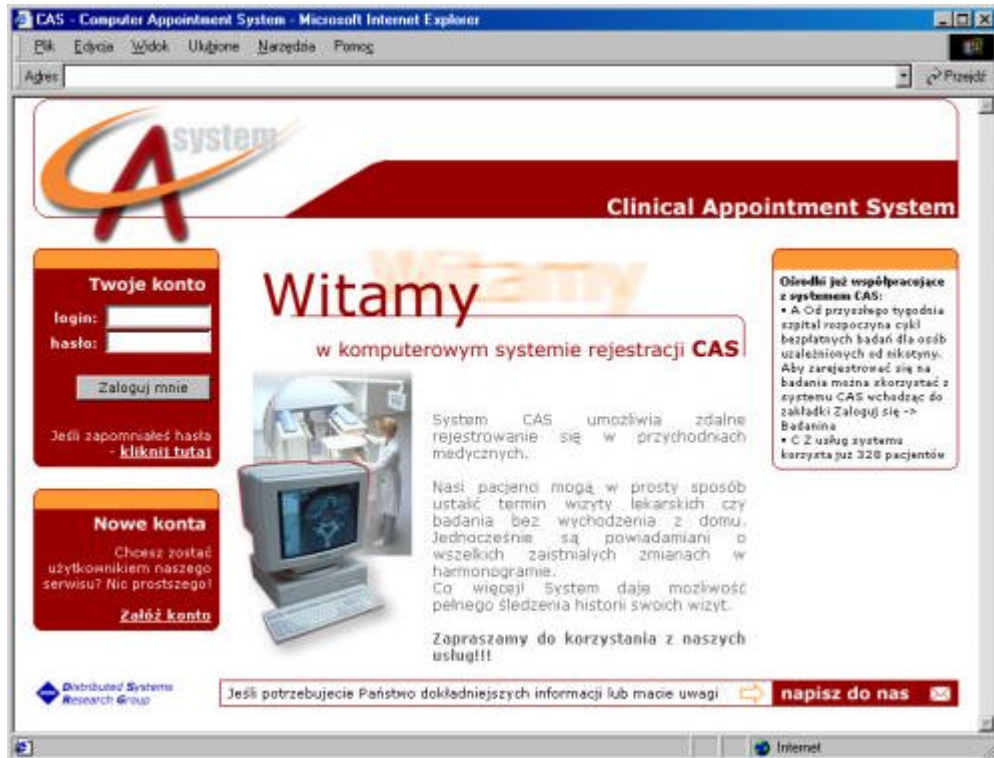 CAS - Computer Appointment System - Microsoft Internet Explorer
Plik Edycja Widok Ulubione Narzędzia Pomoc
Adres
Przejdź
system
Clinical Appointment System
Twoje konto
login:
hasło:
Zaloguj mnie
Jeśli zapomniałeś hasła
- kliknij tutaj
Nowe konta
Chcesz zostać
użytkownikiem naszego
serwisu? Nic prostszego!
Załóż konto
Witamy
w komputerowym systemie rejestracji CAS
System CAS umożliwia zdalne
rejestrowanie się w przychodniach
medycznych.
Nasi pacjenci mogą w prosty sposób
ustalić termin wizyty lekarskich czy
badania bez wychodzenia z domu.
Jednocześnie są powiadamiani o
wszelkich zaistniałych zmianach w
harmonogramie.
Co więcej! System daje możliwość
pełnego śledzenia historii swoich wizyt.
Zapraszamy do korzystania z naszych
usług!!!
Ośrodki już współpracujące
z systemem CAS:
• A Od przyszłego tygodnia
szpital rozpoczyna cykl
bezpłatnych badań dla osób
uzależnionych od nikotyny.
Aby zarejestrować się na
badania można skorzystać z
systemu CAS wchodząc do
zakładki Zaloguj się ->
Badanina
• C Z usług systemu
korzysta już 328 pacjentów
Distributed Systems
Research Group
Jeśli potrzebujecie Państwo dokładniejszych informacji lub macie uwagi
napisz do nas
Internet